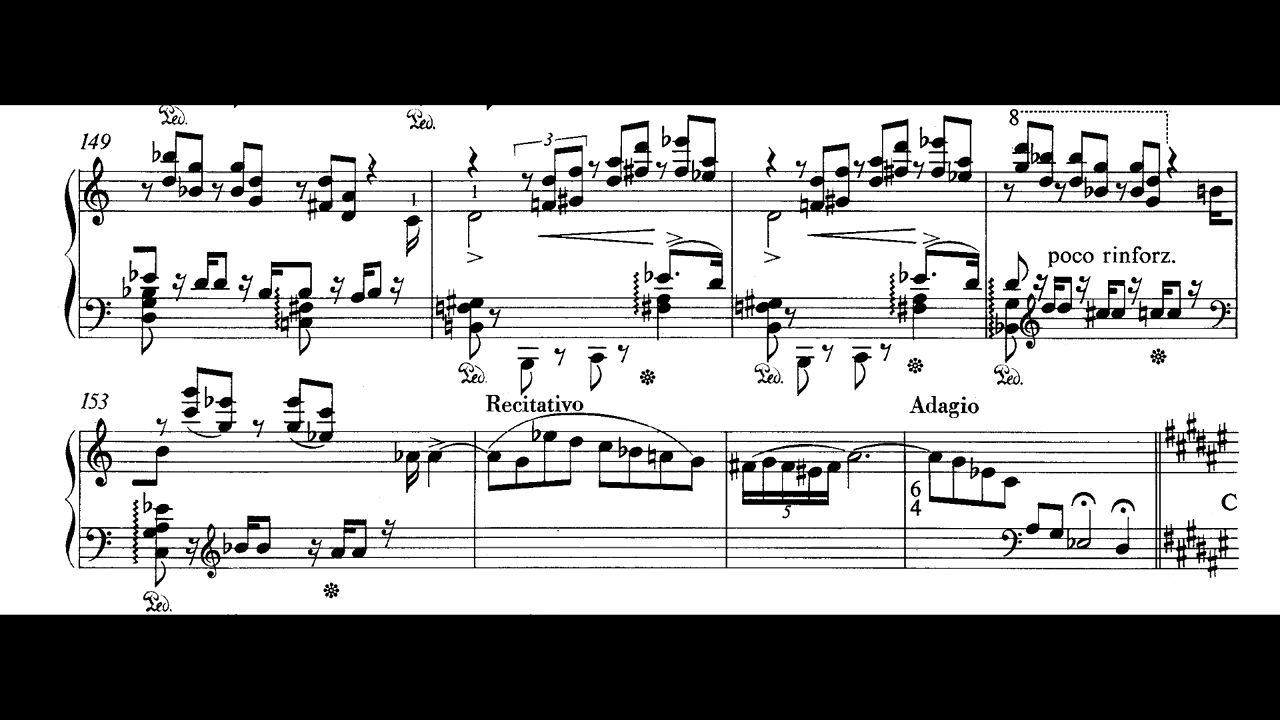 Ped. Ped.
149
3
8
1
1
poco rinforz.
Ped. Ped. Ped.
153
Recitativo
Adagio
6
4
5
C
Ped.